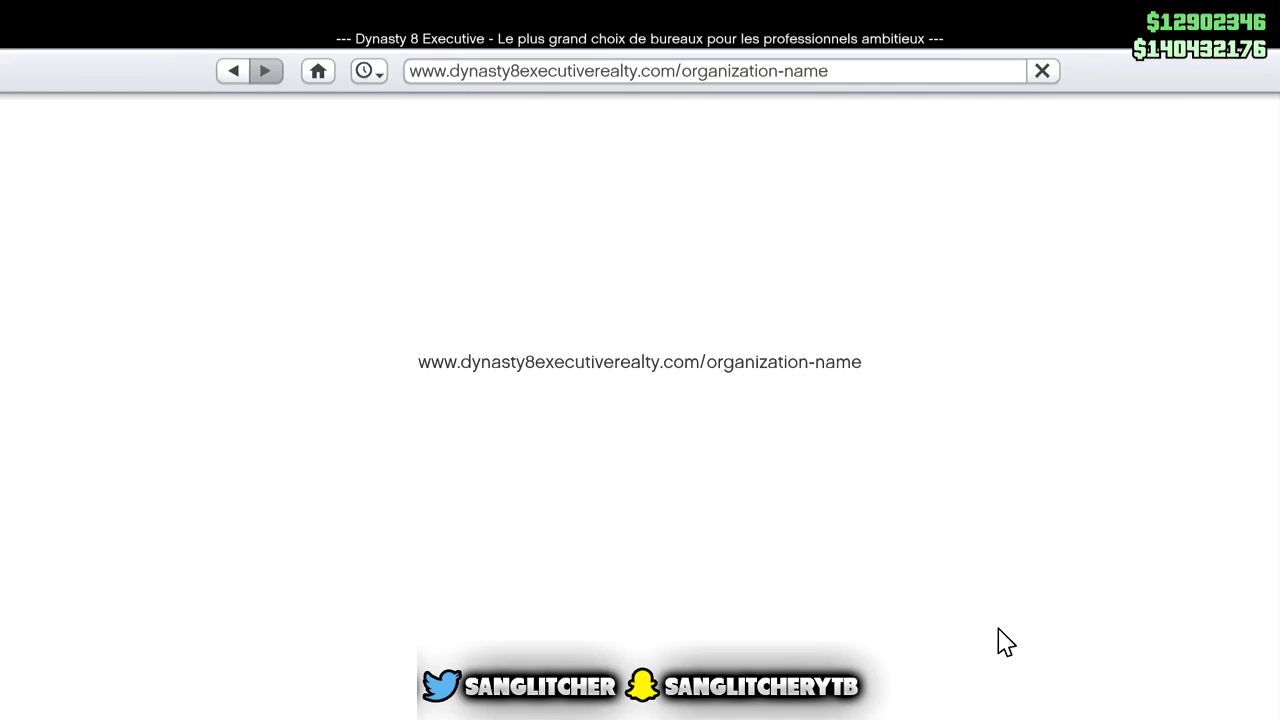 $12902346
--- Dynasty 8 Executive - Le plus grand choix de bureaux pour les professionnels ambitieux ---
$140432176
www.dynasty8executiverealty.com/organization-name
www.dynasty8executiverealty.com/organization-name
SANGLITCHER SANGLITCHERYTB